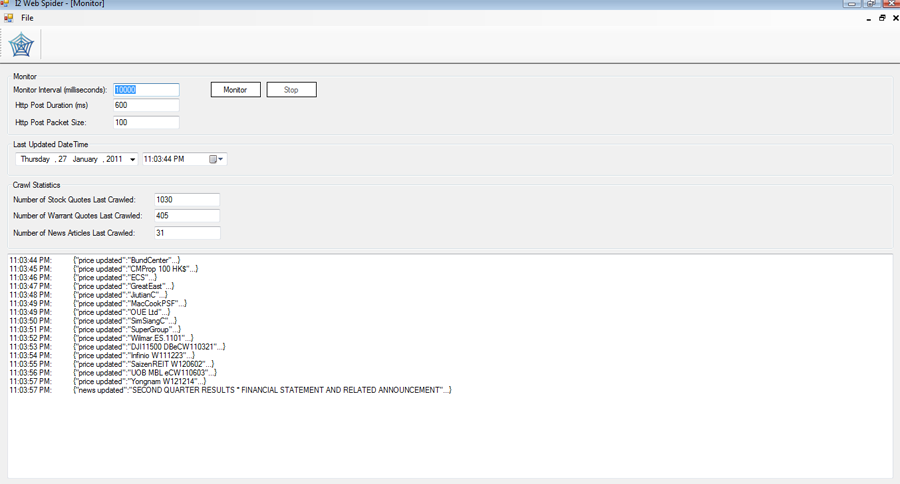 I2 Web Spider - [Monitor]
File
Monitor
Monitor Interval (milliseconds): 10000 Monitor Stop
Http Post Duration (ms) 600
Http Post Packet Size: 100
Last Updated DateTime
Thursday , 27 January , 2011 11:03:44 PM
Crawl Statistics
Number of Stock Quotes Last Crawled: 1030
Number of Warrant Quotes Last Crawled: 405
Number of News Articles Last Crawled: 31
11:03:44 PM: {"price updated":"BundCenter"...}
11:03:45 PM: {"price updated":"CMProp 100 HK$"...}
11:03:46 PM: {"price updated":"ECS"...}
11:03:47 PM: {"price updated":"GreatEast"...}
11:03:48 PM: {"price updated":"JiutianC"...}
11:03:49 PM: {"price updated":"MacCookPSF"...}
11:03:49 PM: {"price updated":"OUE Ltd"...}
11:03:50 PM: {"price updated":"SimSiangC"...}
11:03:51 PM: {"price updated":"SuperGroup"...}
11:03:52 PM: {"price updated":"Wilmar.ES.1101"...}
11:03:53 PM: {"price updated":"DJI11500 DBeCW110321"...}
11:03:54 PM: {"price updated":"Infinio W111223"...}
11:03:55 PM: {"price updated":"SaizenREIT W120602"...}
11:03:56 PM: {"price updated":"UOB MBL eCW110603"...}
11:03:57 PM: {"price updated":"Yongnam W121214"...}
11:03:57 PM: {"news updated":"SECOND QUARTER RESULTS * FINANCIAL STATEMENT AND RELATED ANNOUNCEMENT"...}